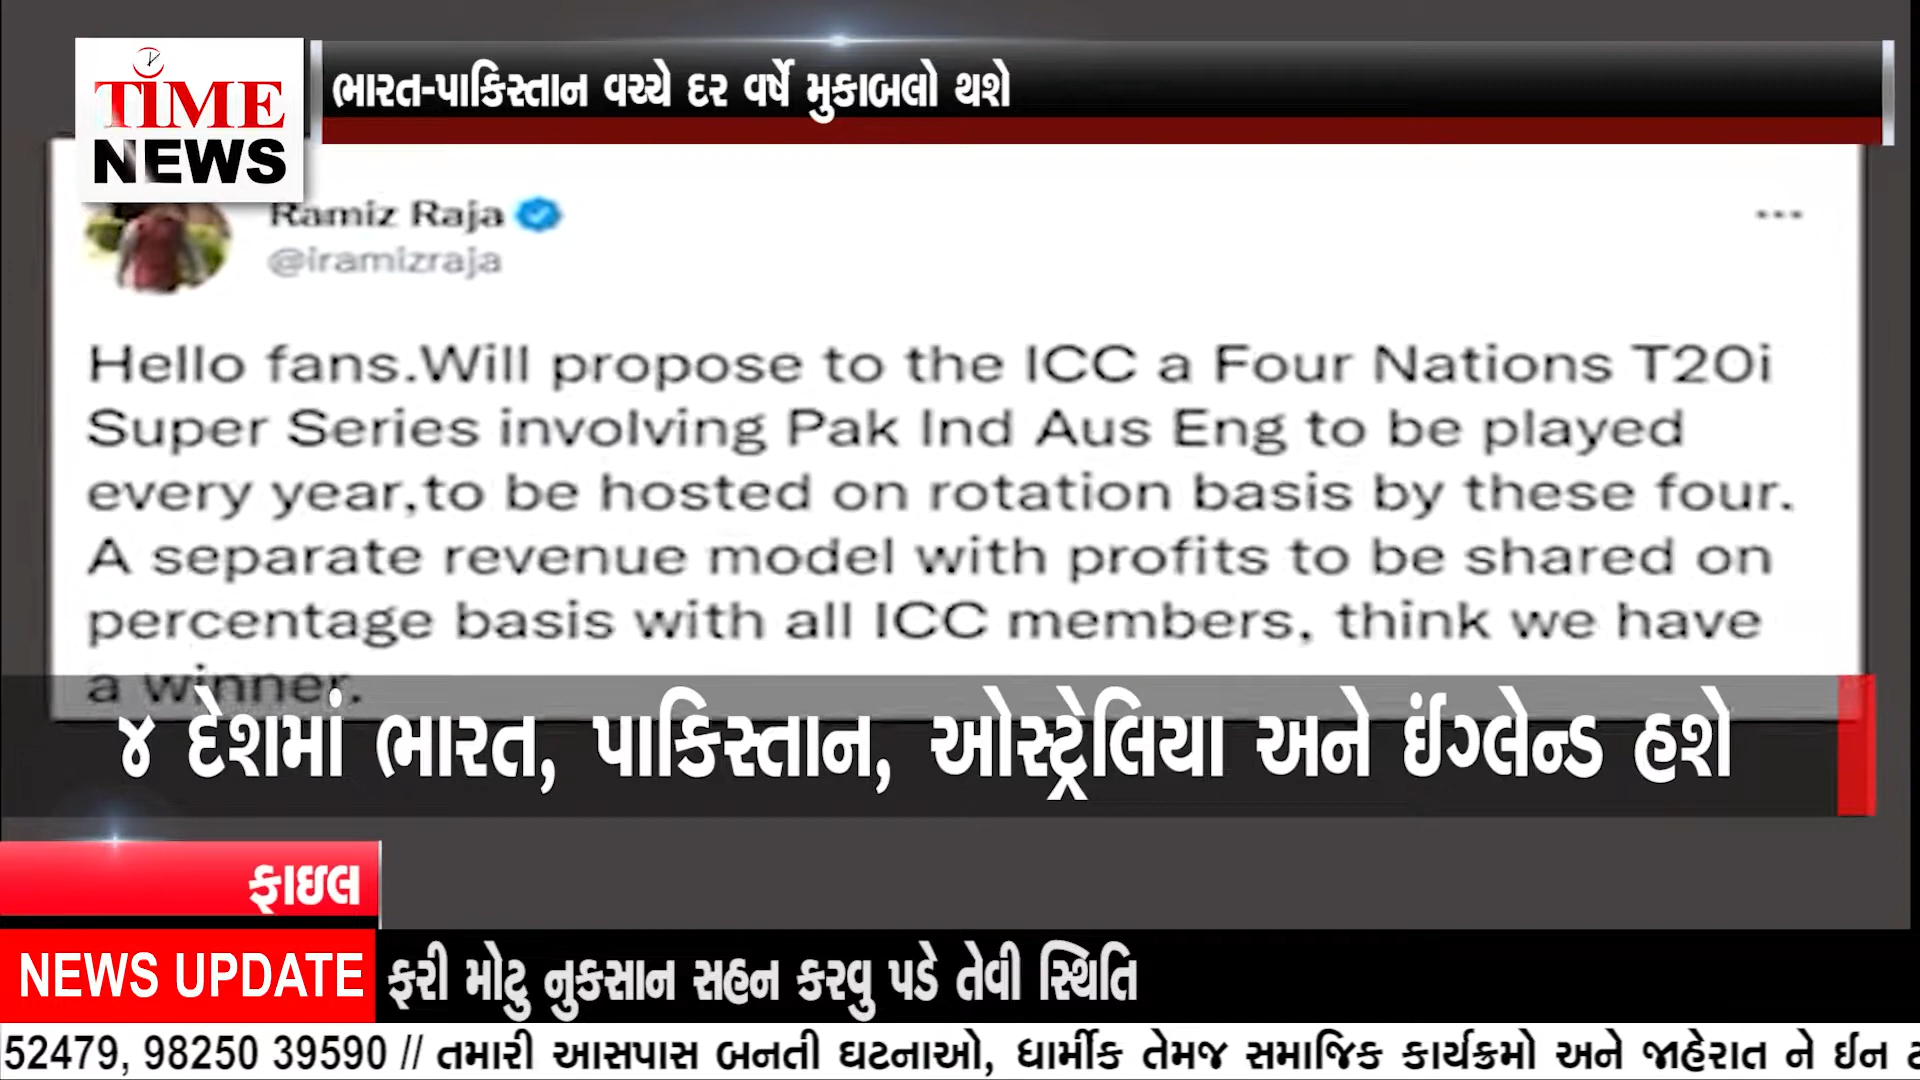 TIME
NEWS
ભારત-પાકિસ્તાન વચ્ચે દર વર્ષે મુકાબલો થશે
Ramiz Raja
@iramizraja
Hello fans.Will propose to the ICC a Four Nations T20i
Super Series involving Pak Ind Aus Eng to be played
every year,to be hosted on rotation basis by these four.
A separate revenue model with profits to be shared on
percentage basis with all ICC members, think we have
a winner.
૪ દેશમાં ભારત, પાકિસ્તાન, ઓસ્ટ્રેલિયા અને ઈંગ્લેન્ડ હશે
ફાઇલ
NEWS UPDATE ફરી મોટુ નુકસાન સહન કરવુ પડે તેવી સ્થિતિ
52479, 98250 39590 // તમારી આસપાસ બનતી ઘટનાઓ, ધાર્મીક તેમજ સમાજિક કાર્યક્રમો અને જાહેરાત ને ઈન